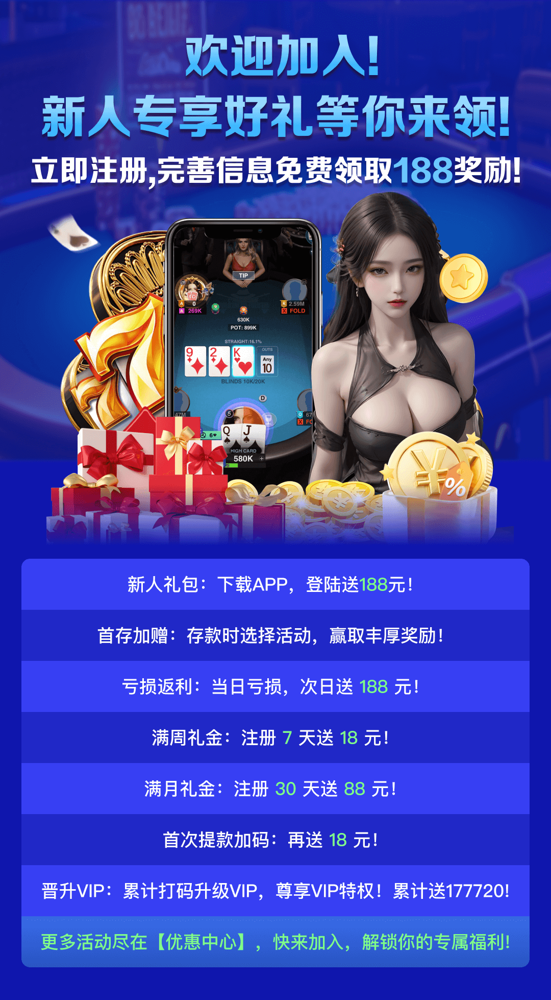 欢迎加入!
新人专享好礼等你来领!
立即注册,完善信息免费领取188奖励!
TIP
28
25
A
0
A 269K
K 2.59M
X FOLD
630K
POT: 899K
STRAIGHT:16.1%
9 2 K
OUTS
Any
10
BLINDS 10K/20K
D
47M
5
67
X FO
6
Q J
HIGH CARD
580K +
%
新人礼包：下载APP，登陆送188元！
首存加赠：存款时选择活动，赢取丰厚奖励！
亏损返利：当日亏损，次日送 188 元！
满周礼金：注册 7 天送 18 元！
满月礼金：注册 30 天送 88 元！
首次提款加码：再送 18 元！
晋升VIP：累计打码升级VIP，尊享VIP特权！累计送177720!
更多活动尽在【优惠中心】，快来加入，解锁你的专属福利!